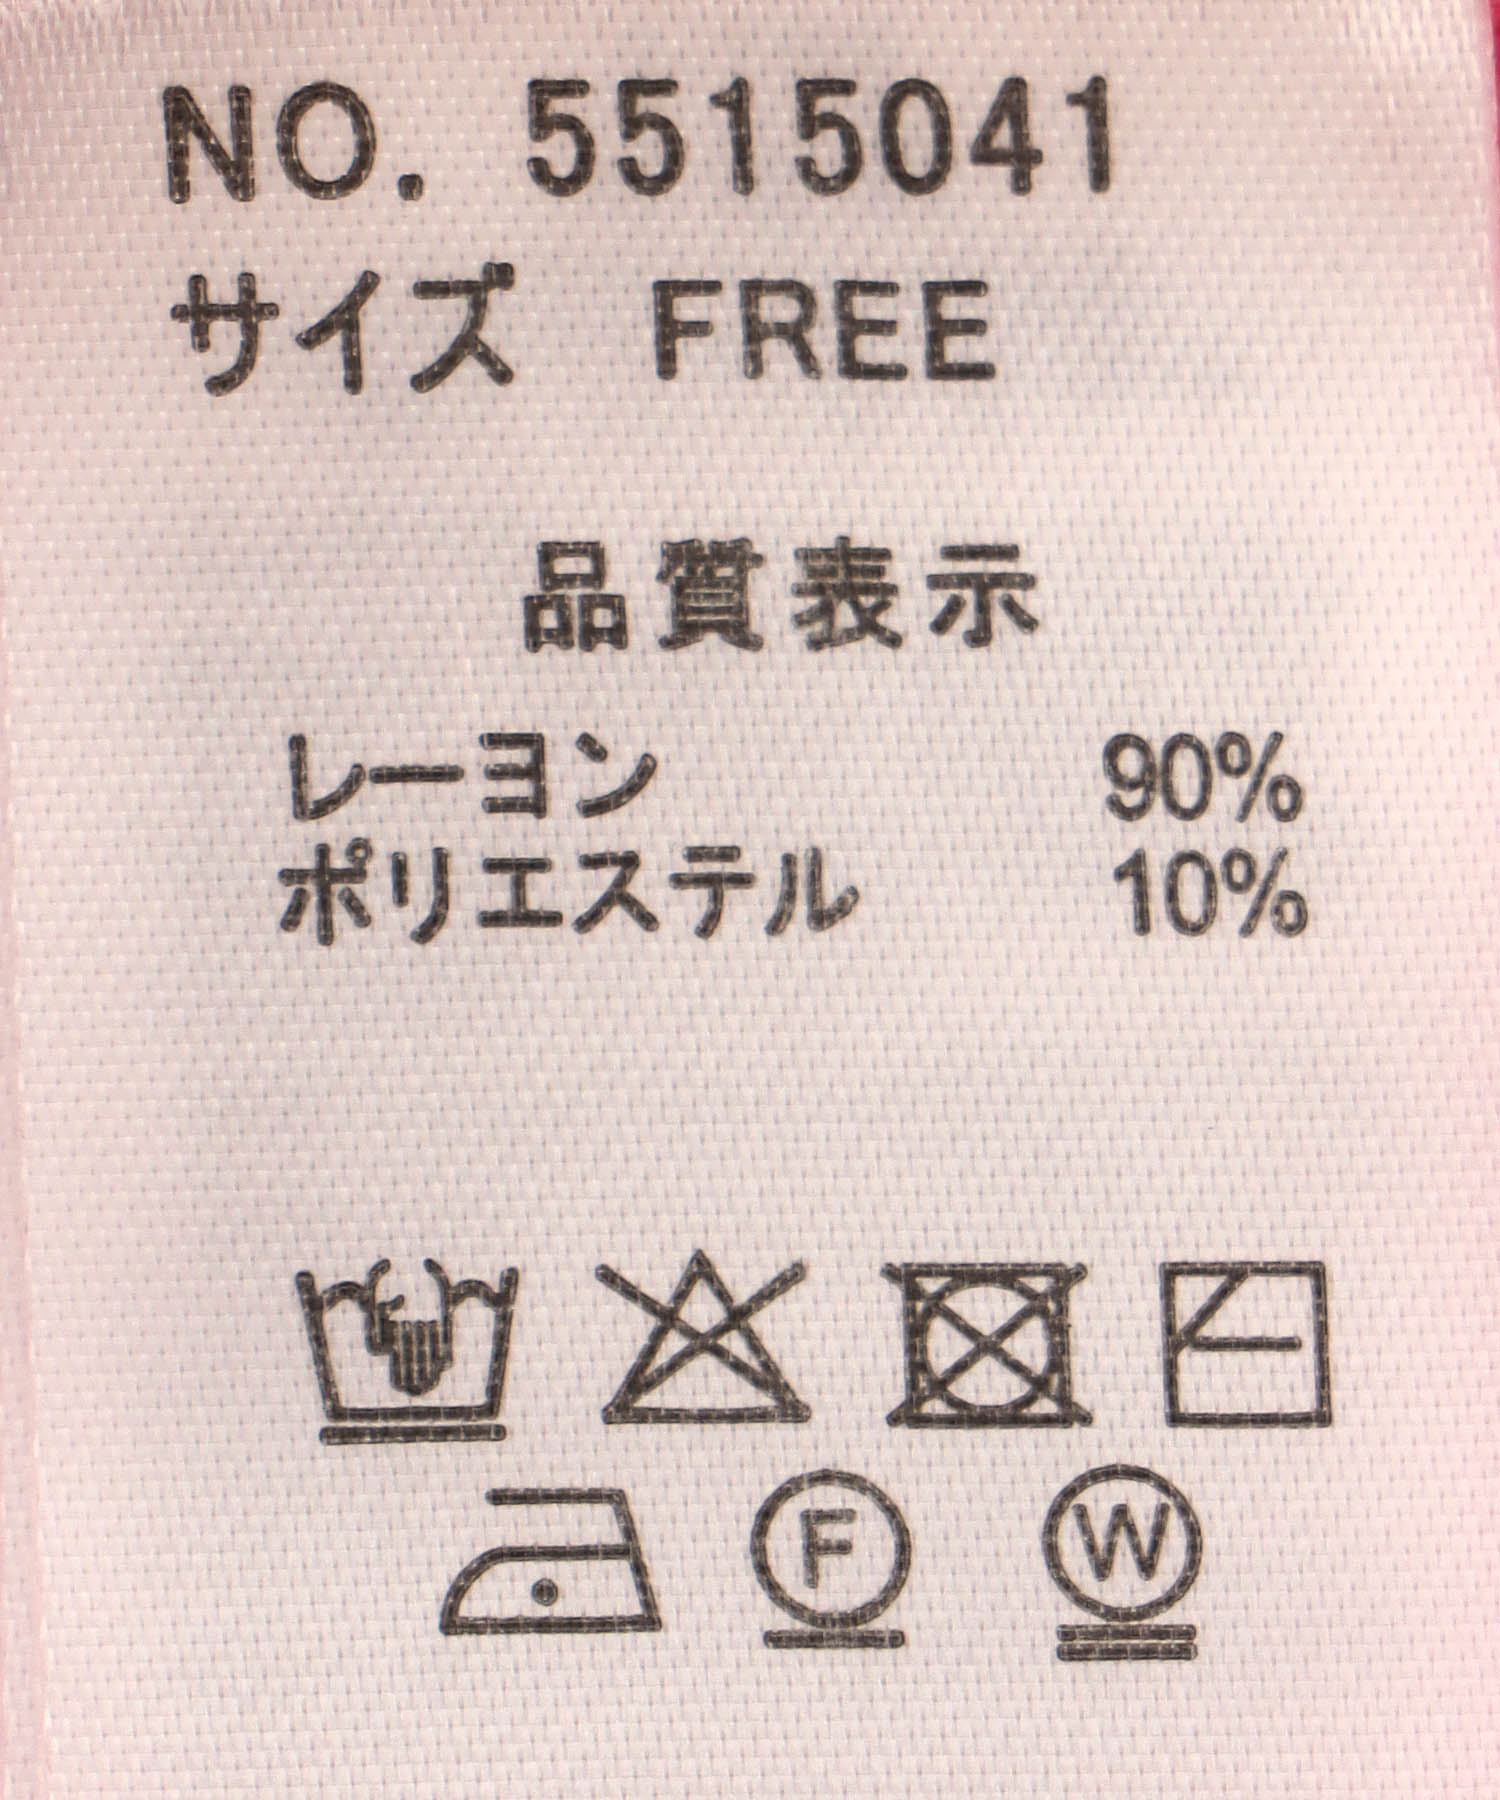 NO. 5515041
サイズ FREE
品質表示
レーヨン 90%
ポリエステル 10%
F W